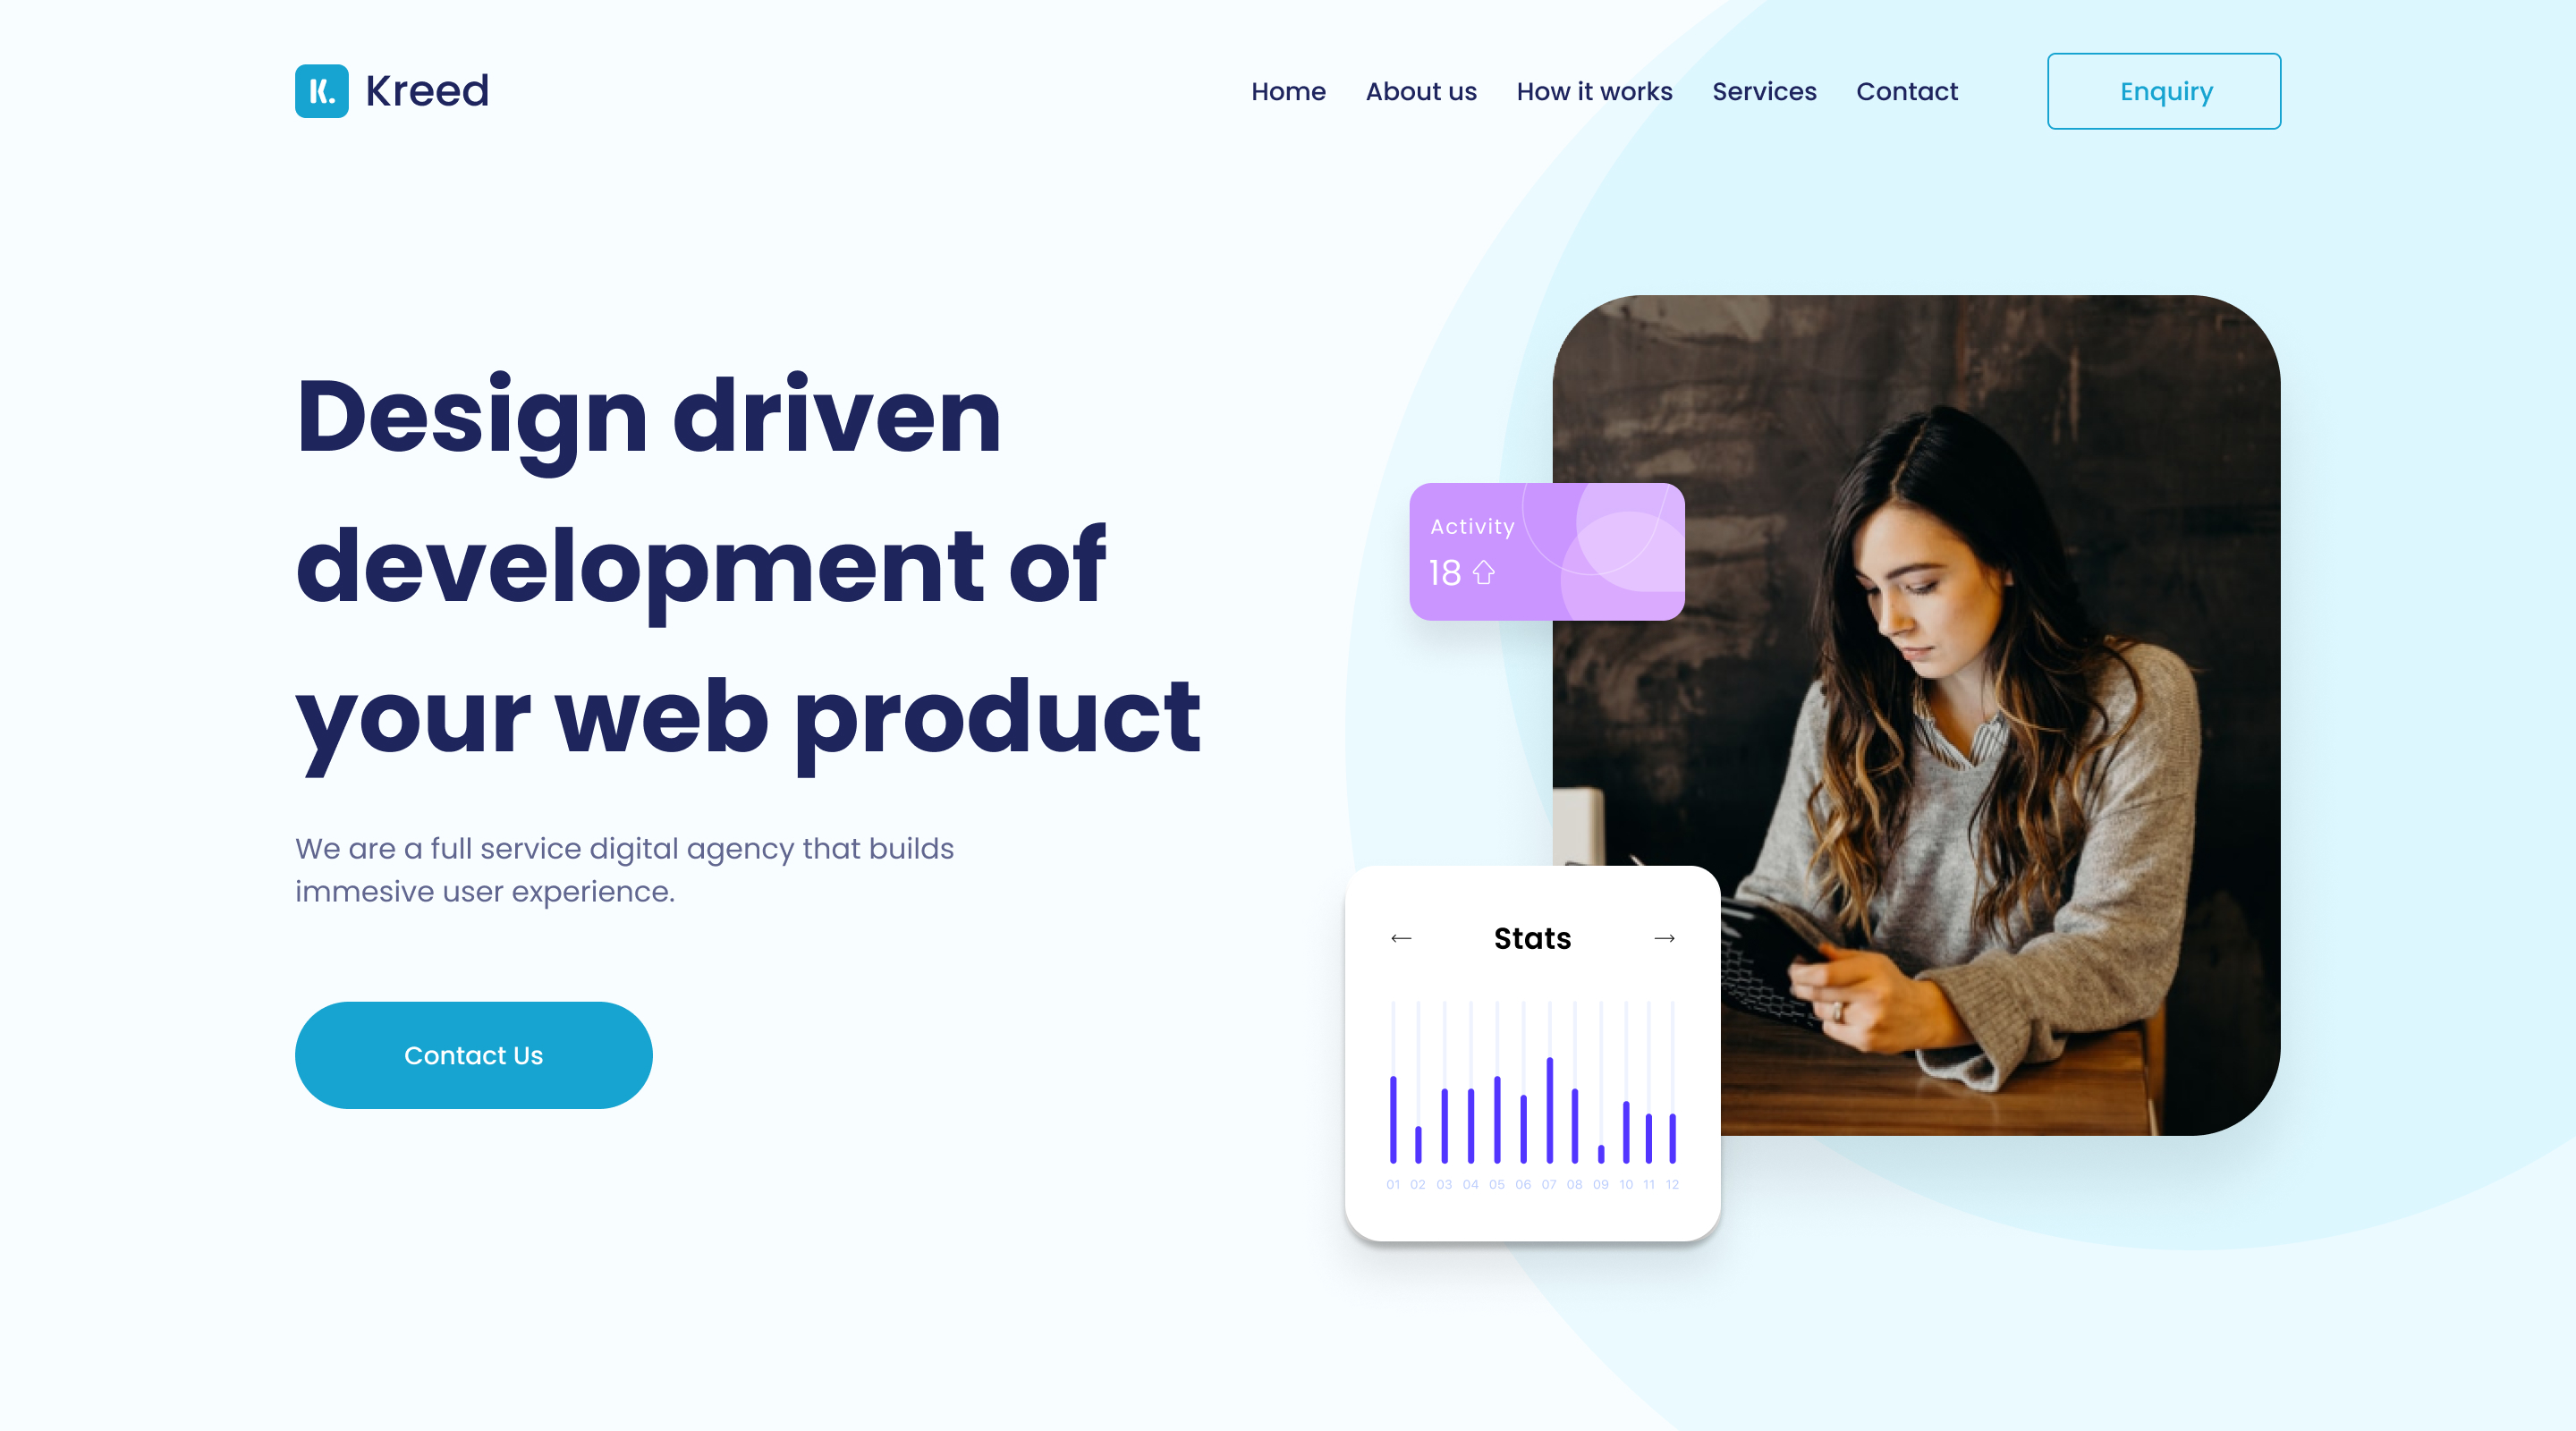 K. Kreed
Home About us How it works Services Contact Enquiry
Design driven
development of
your web product
We are a full service digital agency that builds
immesive user experience.
Contact Us
Activity
18
Stats
01 02 03 04 05 06 07 08 09 10 11 12